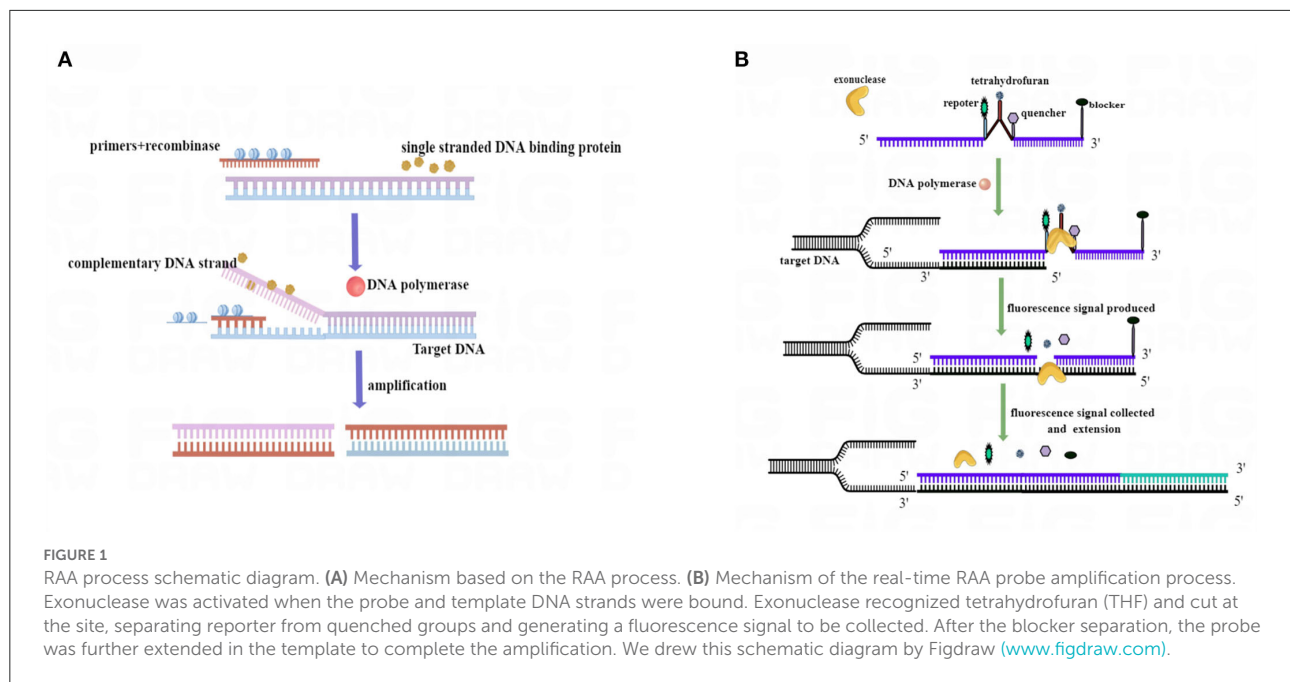 A
primers+recombinase
single stranded DNA binding protein
complementary DNA strand
DNA polymerase
Target DNA
amplification
B
exonuclease
tetrahydrofuran
repoter
quencher
blocker
5'
3'
DNA polymerase
target DNA
5'
3'
5'
3'
fluorescence signal produced
5'
3'
3'
5'
fluorescence signal collected
and extension
5'
3'
3'
5'
FIGURE 1
RAA process schematic diagram. (A) Mechanism based on the RAA process. (B) Mechanism of the real-time RAA probe amplification process.
Exonuclease was activated when the probe and template DNA strands were bound. Exonuclease recognized tetrahydrofuran (THF) and cut at
the site, separating reporter from quenched groups and generating a fluorescence signal to be collected. After the blocker separation, the probe
was further extended in the template to complete the amplification. We drew this schematic diagram by Figdraw (www.figdraw.com).